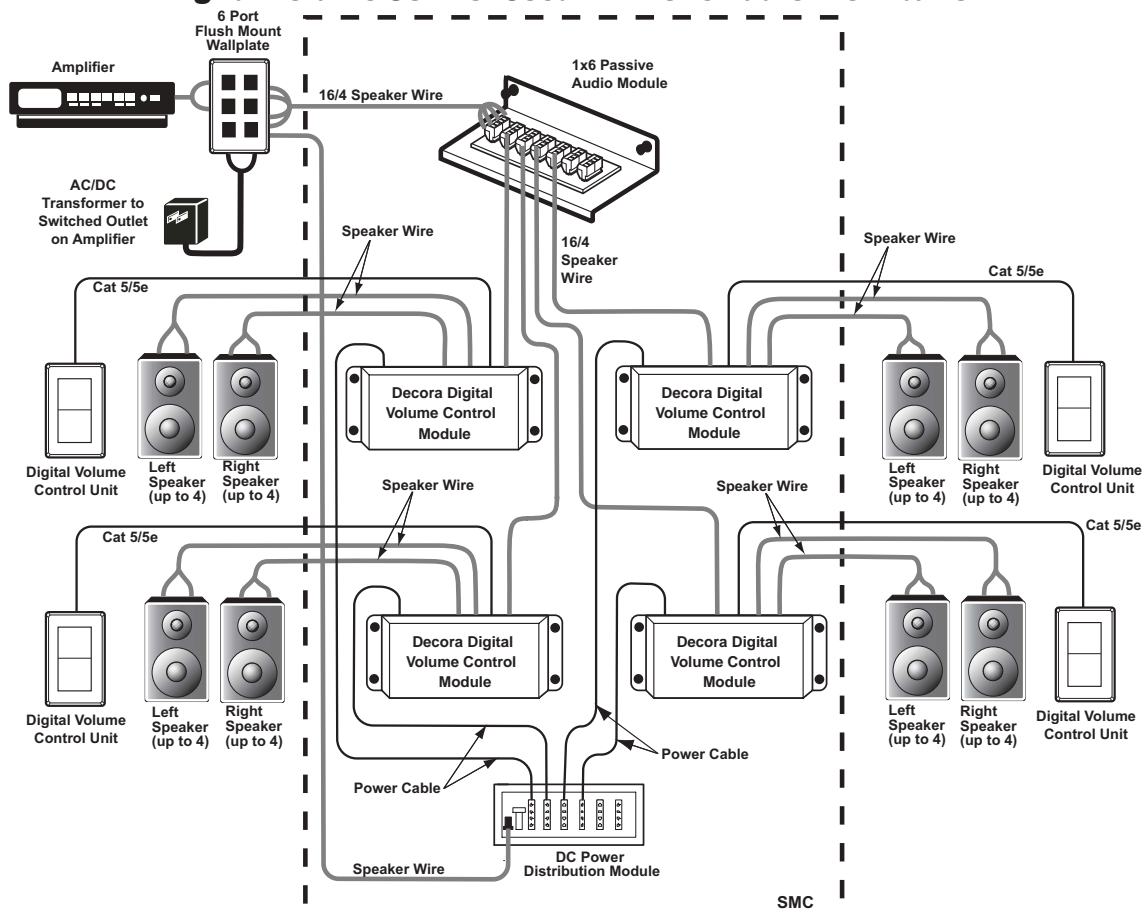 6 Port
Flush Mount
Wallplate
Amplifier
1x6 Passive
Audio Module
16/4 Speaker Wire
AC/DC
Transformer to
Switched Outlet
on Amplifier
Speaker Wire
16/4
Speaker
Wire
Speaker Wire
Cat 5/5e
Cat 5/5e
Decora Digital
Volume Control
Module
Decora Digital
Volume Control
Module
Digital Volume
Control Unit
Left
Speaker
(up to 4)
Right
Speaker
(up to 4)
Left
Speaker
(up to 4)
Right
Speaker
(up to 4)
Digital Volume
Control Unit
Speaker Wire
Speaker Wire
Cat 5/5e
Cat 5/5e
Decora Digital
Volume Control
Module
Decora Digital
Volume Control
Module
Digital Volume
Control Unit
Left
Speaker
(up to 4)
Right
Speaker
(up to 4)
Left
Speaker
(up to 4)
Right
Speaker
(up to 4)
Digital Volume
Control Unit
Power Cable
Power Cable
DC Power
Distribution Module
Speaker Wire
SMC